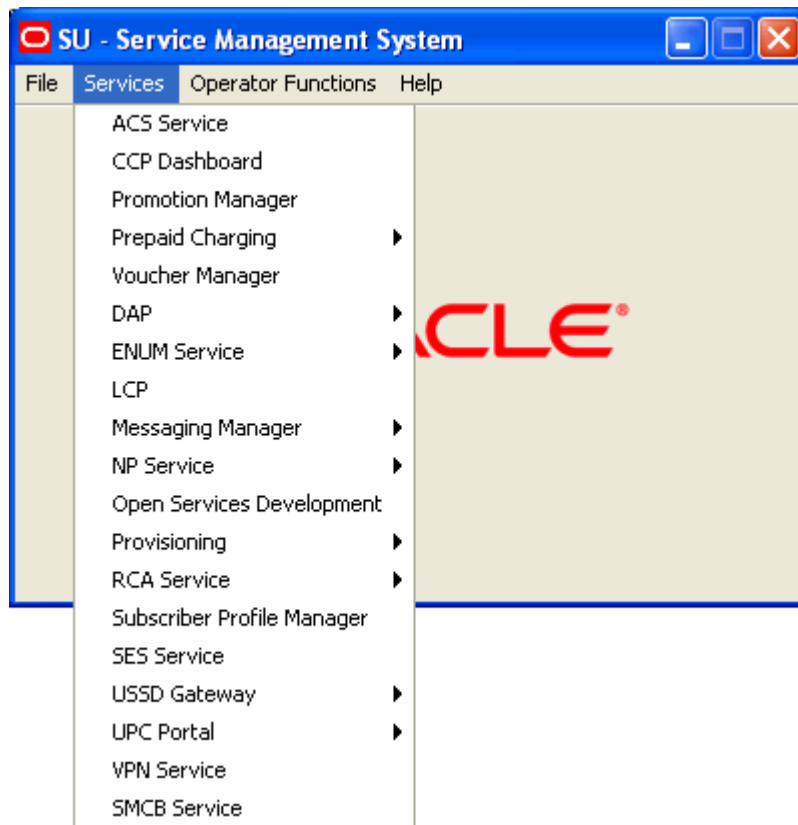 SU - Service Management System
File Services Operator Functions Help
ACS Service
CCP Dashboard
Promotion Manager
Prepaid Charging
Voucher Manager
DAP
ENUM Service
LCP
Messaging Manager
NP Service
Open Services Development
Provisioning
RCA Service
Subscriber Profile Manager
SES Service
USSD Gateway
UPC Portal
VPN Service
SMCB Service
ACLE®